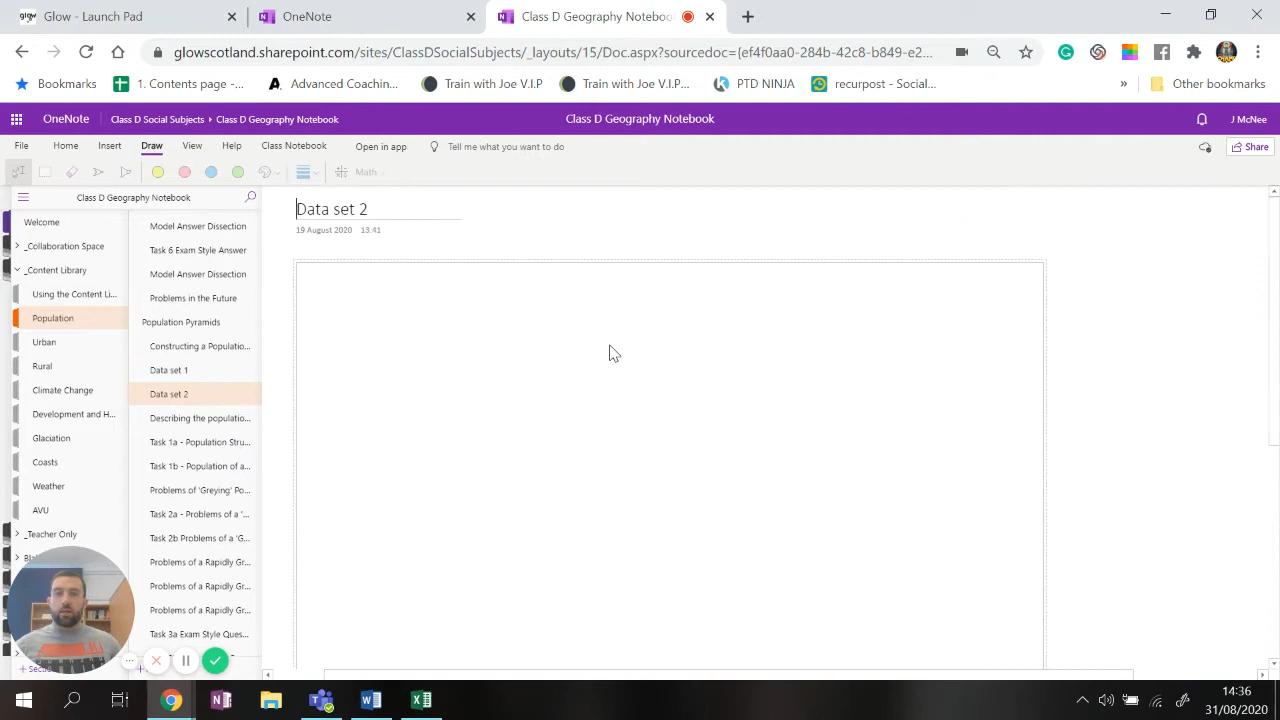 glow Glow - Launch Pad
OneNote
Class D Geography Notebook
glowscotland.sharepoint.com/sites/ClassDSocialSubjects/_layouts/15/Doc.aspx?sourcedoc={ef4f0aa0-284b-42c8-b849-e2...
Bookmarks
1. Contents page -...
Advanced Coachin...
Train with Joe V.I.P
Train with Joe V.I.P...
PTD NINJA
recurpost - Social...
»
Other bookmarks
OneNote
Class D Social Subjects › Class D Geography Notebook
Class D Geography Notebook
J McNee
File
Home
Insert
Draw
View
Help
Class Notebook
Open in app
Tell me what you want to do
Share
Math
Class D Geography Notebook
Welcome
_Collaboration Space
_Content Library
Using the Content Li...
Population
Urban
Rural
Climate Change
Development and H...
Glaciation
Coasts
Weather
AVU
_Teacher Only
Model Answer Dissection
Task 6 Exam Style Answer
Model Answer Dissection
Problems in the Future
Population Pyramids
Constructing a Populatio...
Data set 1
Data set 2
Describing the populatio...
Task 1a - Population Stru...
Task 1b - Population of a...
Problems of 'Greying' Po...
Task 2a - Problems of a '...
Task 2b Problems of a 'G...
Problems of a Rapidly Gr...
Problems of a Rapidly Gr...
Problems of a Rapidly Gr...
Task 3a Exam Style Ques...
Data set 2
19 August 2020 13:41
14:36
31/08/2020